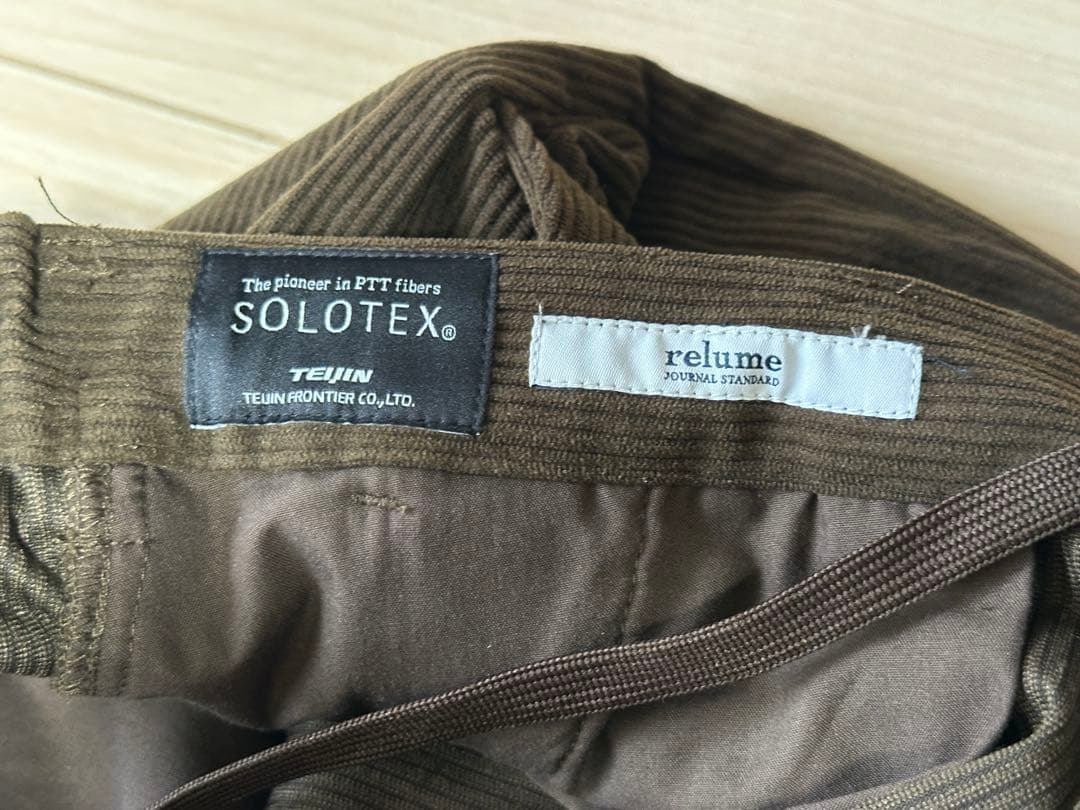 The pioneer in PTT fibers
SOLOTEX®
TEIJIN
TEIJIN FRONTIER CO.,LTD.
relume
JOURNAL STANDARD